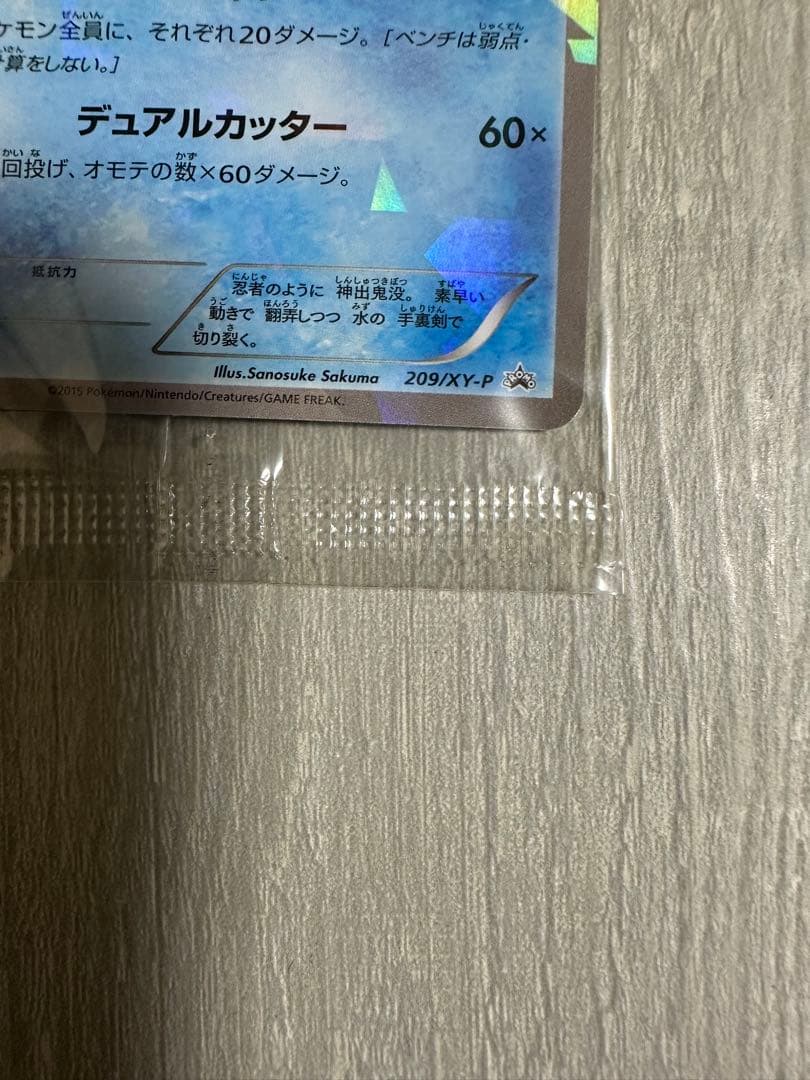 ケモン全員に、それぞれ20ダメージ。[ベンチは弱点・
算をしない。]
デュアルカッター 60×
回投げ、オモテの数×60ダメージ。
抵抗力
忍者のように 神出鬼没。 素早い
動きで 翻弄しつつ 水の 手裏剣で
切り裂く。
Illus.Sanosuke Sakuma 209/XY-P PROMO
©2015 Pokémon/Nintendo/Creatures/GAME FREAK.